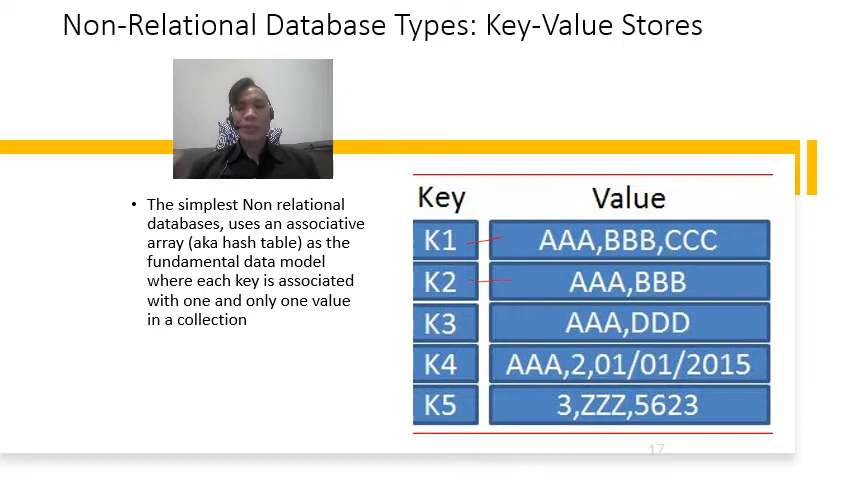 Non-Relational Database Types: Key-Value Stores
• The simplest Non relational
databases, uses an associative
array (aka hash table) as the
fundamental data model
where each key is associated
with one and only one value
in a collection
Key Value
K1 AAA,BBB,CCC
K2 AAA,BBB
K3 AAA,DDD
K4 AAA,2,01/01/2015
K5 3,ZZZ,5623
17